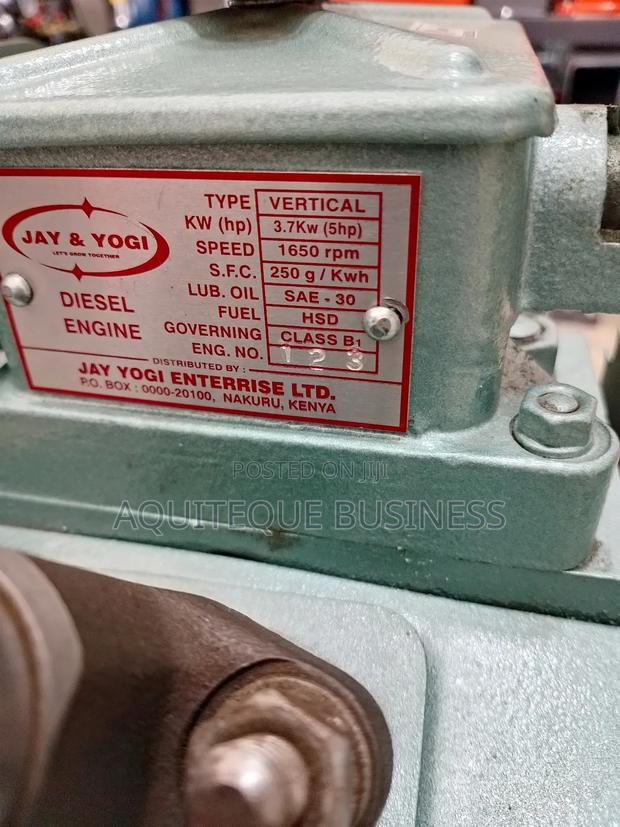 JAY & YOGI
LET'S GROW TOGETHER
DIESEL
ENGINE
TYPE VERTICAL
KW (hp) 3.7Kw (5hp)
SPEED 1650 rpm
S.F.C. 250 g / Kwh
LUB. OIL SAE - 30
FUEL HSD
GOVERNING CLASS B1
ENG. NO. 123
DISTRIBUTED BY :
JAY YOGI ENTERRISE LTD.
P.O. BOX : 0000-20100, NAKURU, KENYA
POSTED ON JIJI
AQUITEQUE BUSINESS